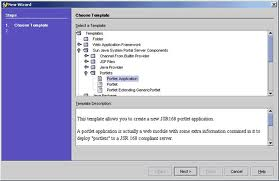 New Wizard
Steps
1. Choose Template
2. ...
Choose Template
Select a Template:
Templates
Folder
Web Application Framework
Sun Java System Portal Server Components
Channel From Builtin Provider
JSP Files
Java Provider
Portlets
Portlet Application
Portlet
Portlet Extending GenericPortlet
Template Description:
This template allows you to create a new JSR168 portlet application.
A portlet application is actually a web module with some extra information contained in it to
deploy "portlets" to a JSR 168 compliant server.
Next >
Cancel
Help